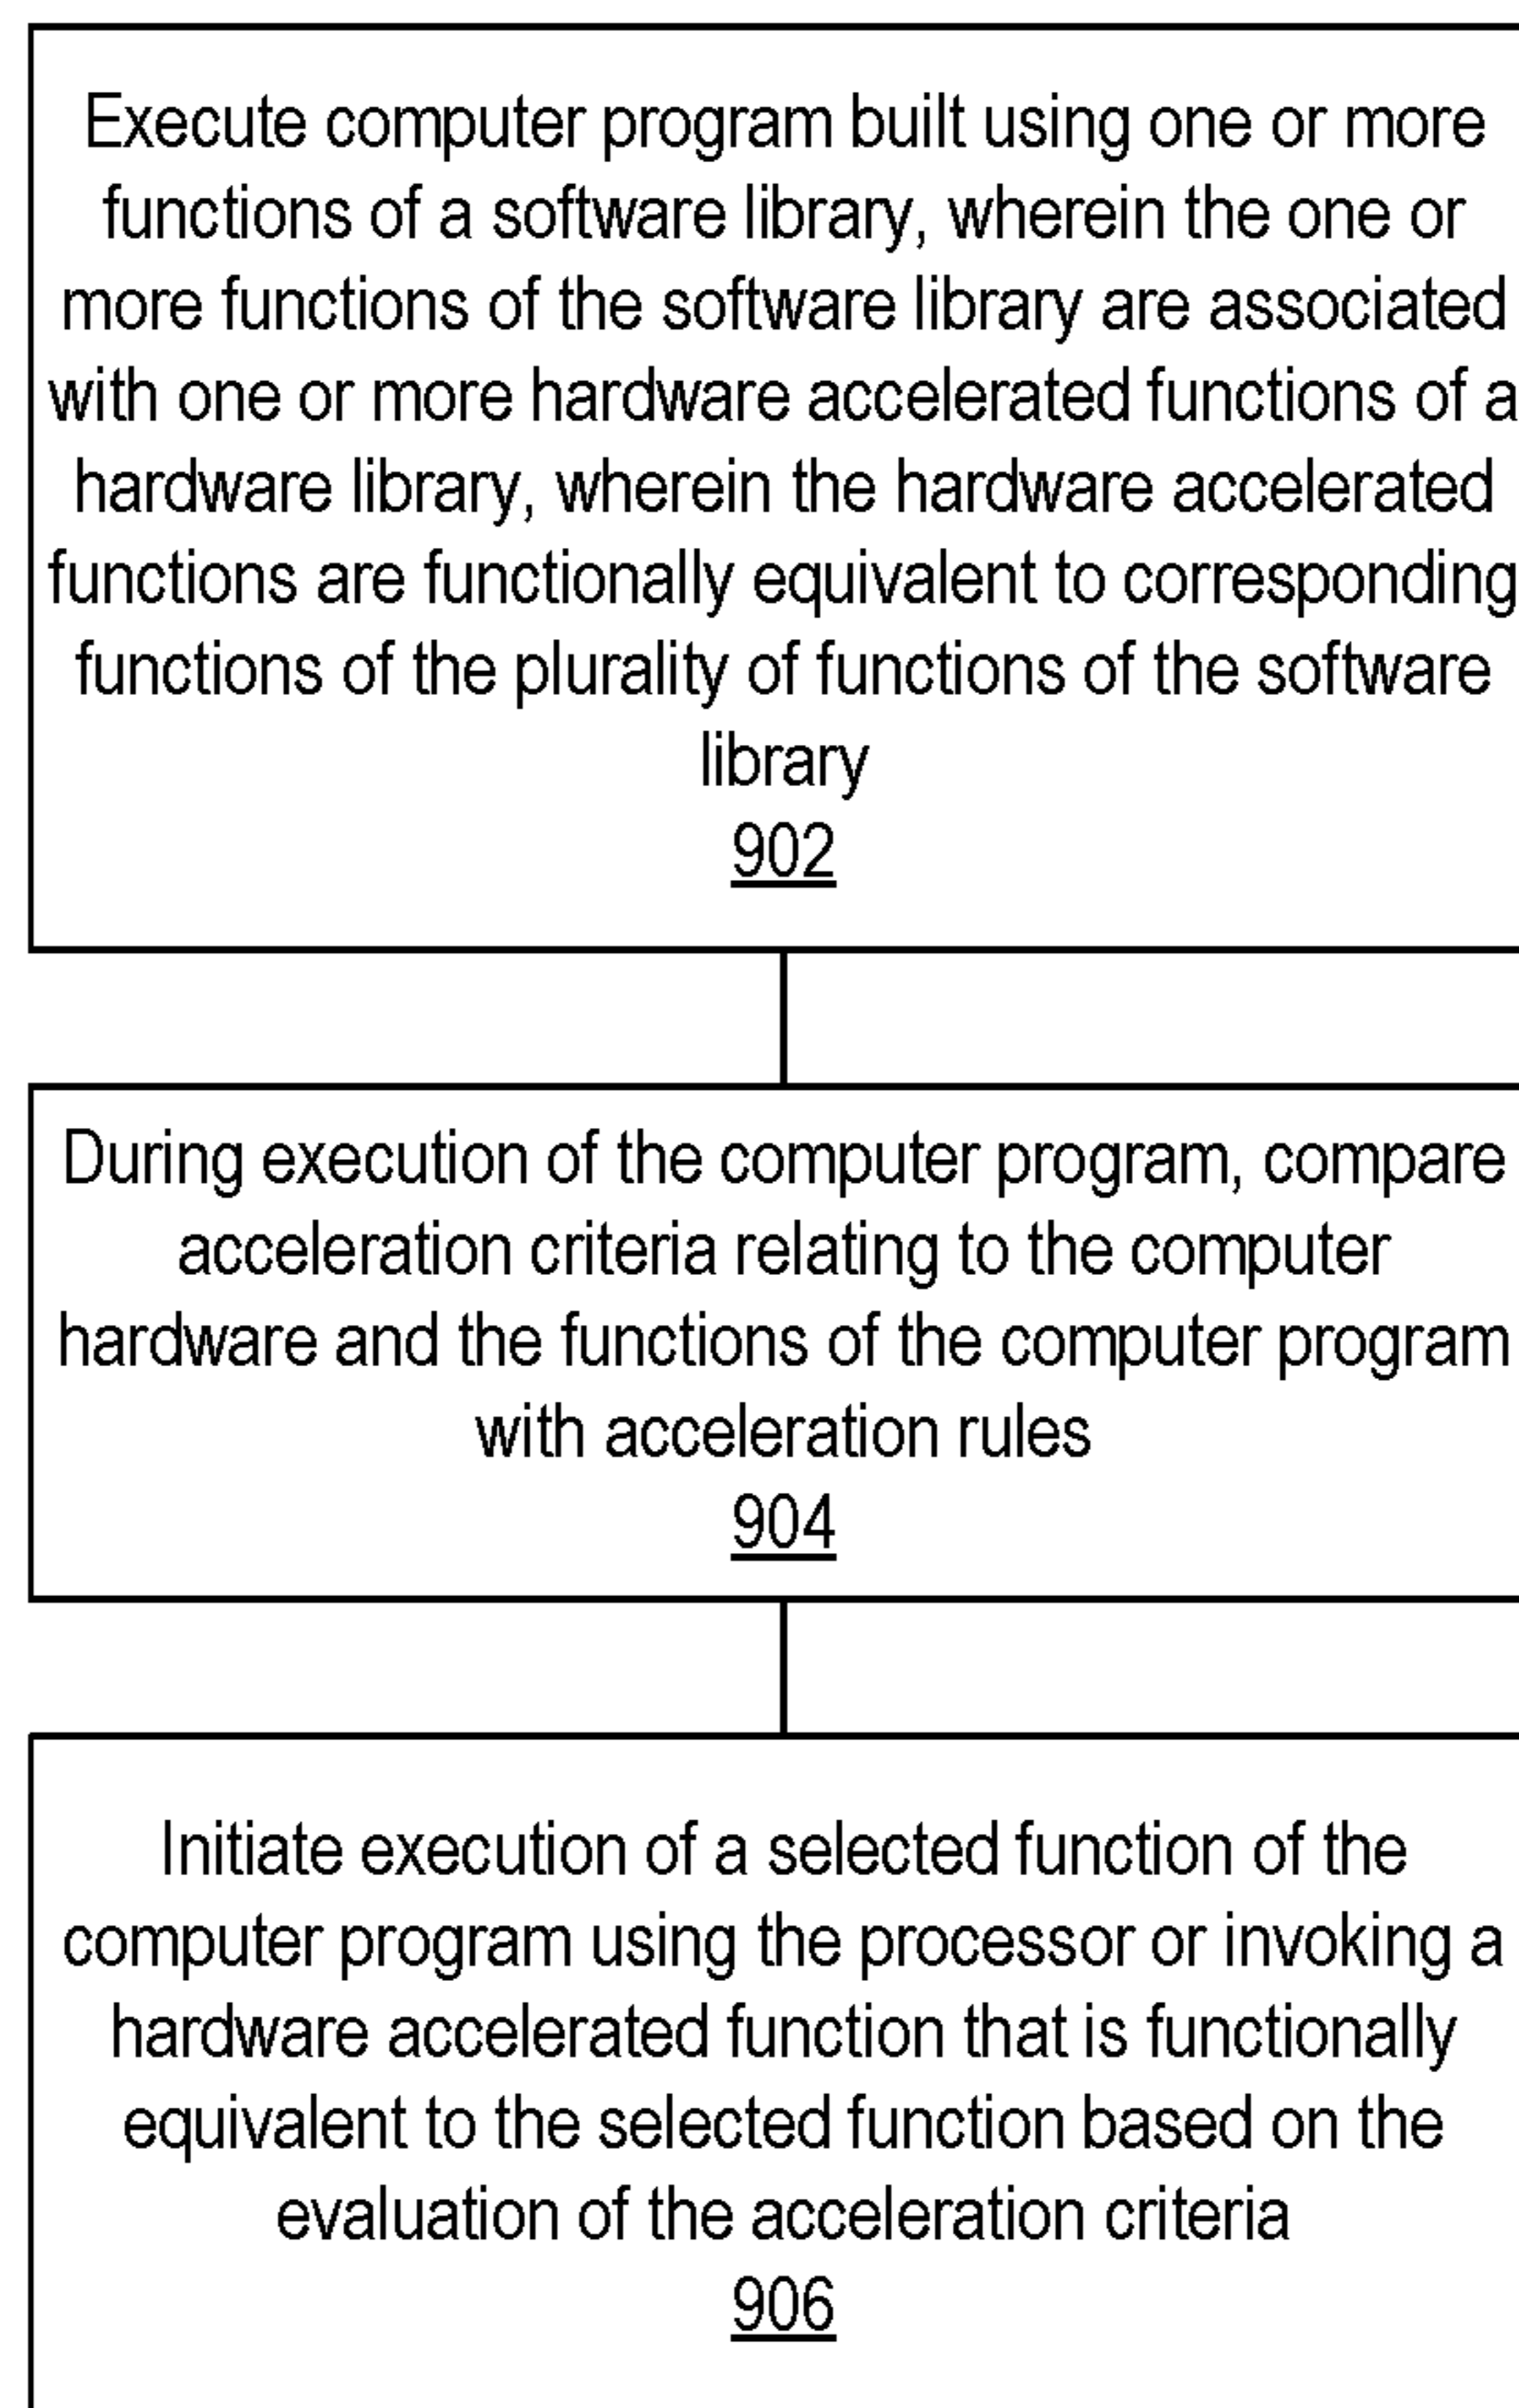 Execute computer program built using one or more
functions of a software library, wherein the one or
more functions of the software library are associated
with one or more hardware accelerated functions of a
hardware library, wherein the hardware accelerated
functions are functionally equivalent to corresponding
functions of the plurality of functions of the software
library
902
During execution of the computer program, compare
acceleration criteria relating to the computer
hardware and the functions of the computer program
with acceleration rules
904
Initiate execution of a selected function of the
computer program using the processor or invoking a
hardware accelerated function that is functionally
equivalent to the selected function based on the
evaluation of the acceleration criteria
906